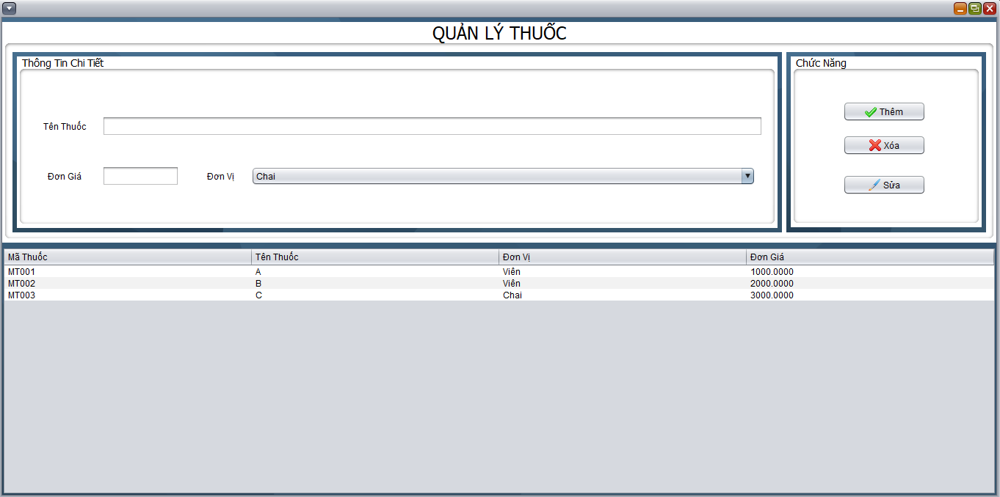 QUẢN LÝ THUỐC
Thông Tin Chi Tiết
Tên Thuốc
Đơn Giá Đơn Vị Chai
Chức Năng
Thêm
Xóa
Sửa
Mã Thuốc Tên Thuốc Đơn Vị Đơn Giá
MT001 A Viên 1000.0000
MT002 B Viên 2000.0000
MT003 C Chai 3000.0000